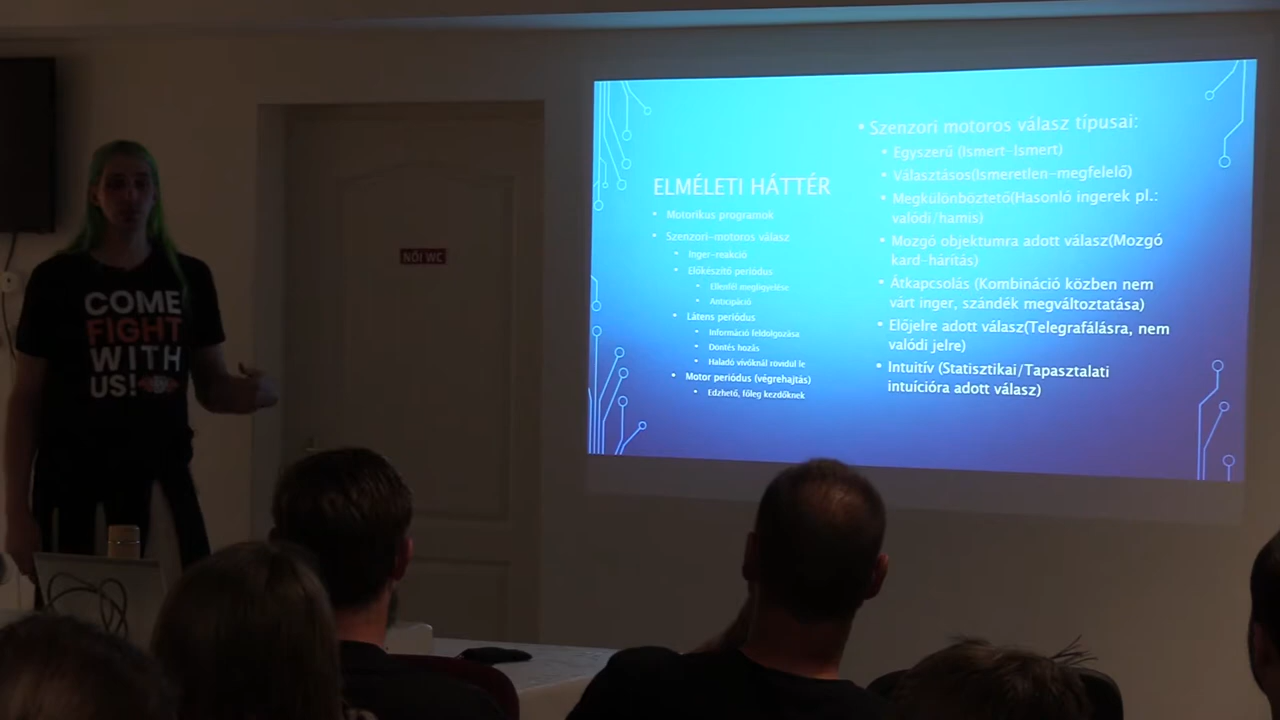 COME
FIGHT
WITH
US!
NŐI WC
ELMÉLETI HÁTTÉR
• Motorikus programok
• Szenzori-motoros válasz
• Inger-reakció
• Előkészítő periódus
• Ellenfél megfigyelése
• Anticipáció
• Látens periódus
• Információ feldolgozása
• Döntés hozás
• Haladó vívóknál rövidül le
• Motor periódus (végrehajtás)
• Edzhető, főleg kezdőknek
• Szenzori motoros válasz típusai:
• Egyszerű (Ismert-Ismert)
• Választásos(Ismeretlen-megfelelő)
• Megkülönböztető(Hasonló ingerek pl.:
valódi/hamis)
• Mozgó objektumra adott válasz(Mozgó
kard-hárítás)
• Átkapcsolás (Kombináció közben nem
várt inger, szándék megváltoztatása)
• Előjelre adott válasz(Telegrafálásra, nem
valódi jelre)
• Intuitív (Statisztikai/Tapasztalati
intuícióra adott válasz)